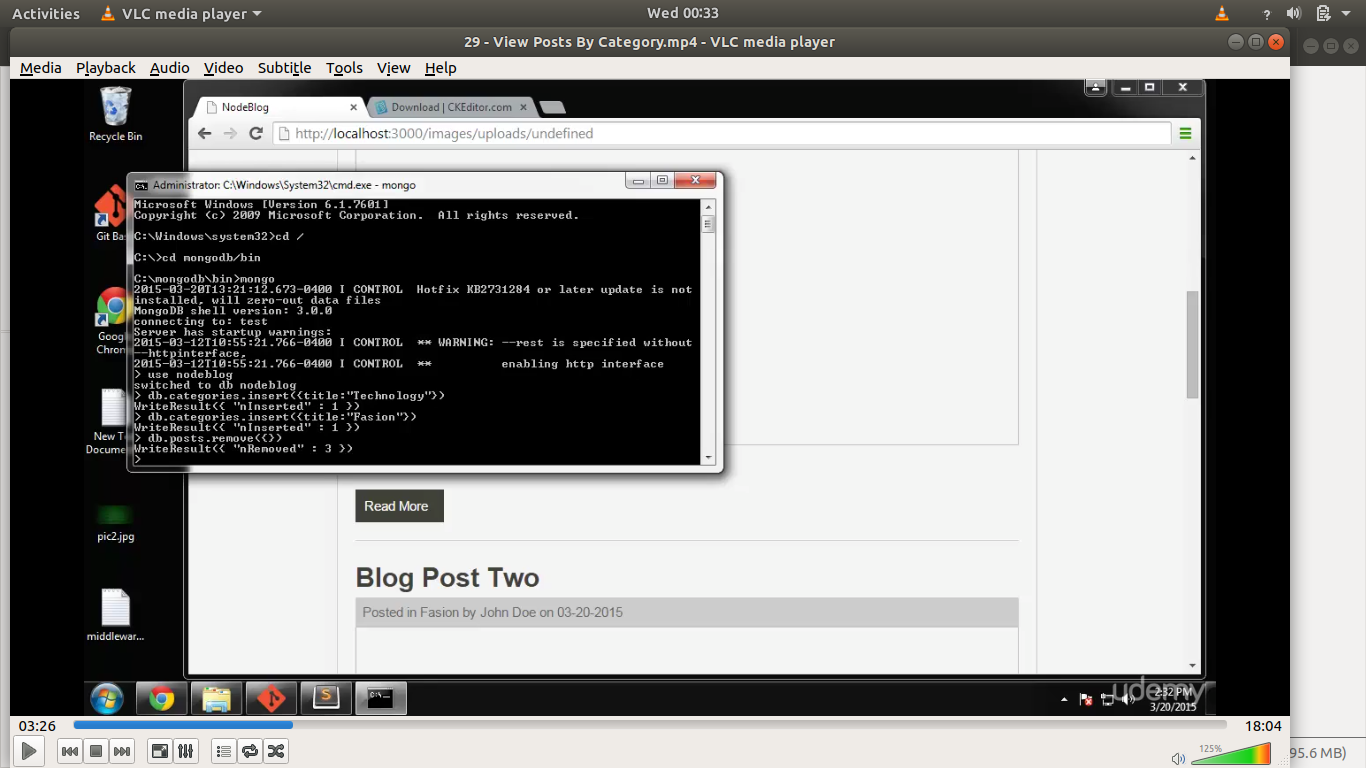 Activities VLC media player Wed 00:33 ?
29 - View Posts By Category.mp4 - VLC media player
Media Playback Audio Video Subtitle Tools View Help
Recycle Bin
NodeBlog Download | CKEditor.com
http://localhost:3000/images/uploads/undefined
Administrator: C:\Windows\System32\cmd.exe - mongo
Microsoft Windows [Version 6.1.7601]
Copyright (c) 2009 Microsoft Corporation.  All rights reserved.
C:\Windows\system32>cd /
C:\>cd mongodb/bin
C:\mongodb\bin>mongo
2015-03-20T13:21:12.673-0400 I CONTROL  Hotfix KB2731284 or later update is not
installed, will zero-out data files
MongoDB shell version: 3.0.0
connecting to: test
Server has startup warnings:
2015-03-12T10:55:21.766-0400 I CONTROL  ** WARNING: --rest is specified without
--httpinterface,
2015-03-12T10:55:21.766-0400 I CONTROL  **          enabling http interface
> use nodeblog
switched to db nodeblog
> db.categories.insert({title:"Technology"})
WriteResult({ "nInserted" : 1 })
> db.categories.insert({title:"Fasion"})
WriteResult({ "nInserted" : 1 })
> db.posts.remove({})
WriteResult({ "nRemoved" : 3 })
>
Git Ba
Google
Chrom
New Te
Docume
pic2.jpg
middlewar...
Read More
Blog Post Two
Posted in Fasion by John Doe on 03-20-2015
C:\_
udemy
2:32 PM
3/20/2015
03:26 18:04
125%
95.6 MB)